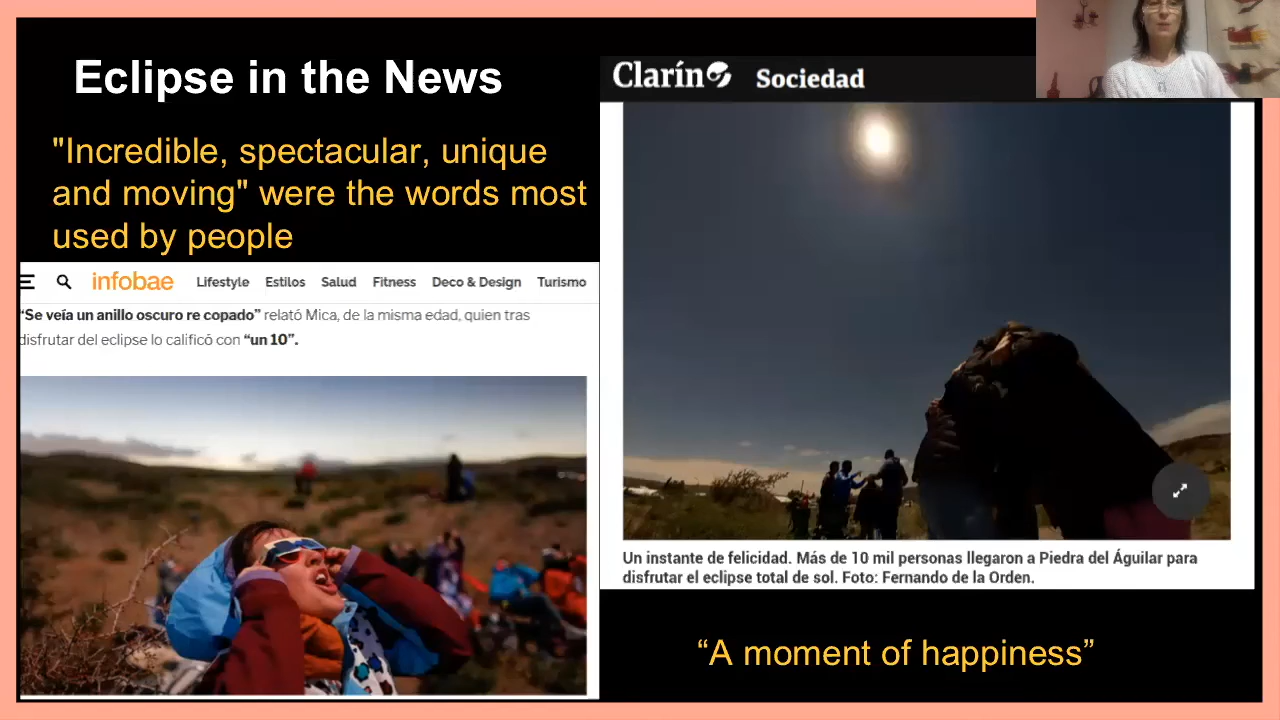 Eclipse in the News
"Incredible, spectacular, unique
and moving" were the words most
used by people
infobae Lifestyle Estilos Salud Fitness Deco & Design Turismo
“Se veía un anillo oscuro re copado” relató Mica, de la misma edad, quien tras
disfrutar del eclipse lo calificó con “un 10”.
Clarín Sociedad
Un instante de felicidad. Más de 10 mil personas llegaron a Piedra del Águilar para
disfrutar el eclipse total de sol. Foto: Fernando de la Orden.
“A moment of happiness”